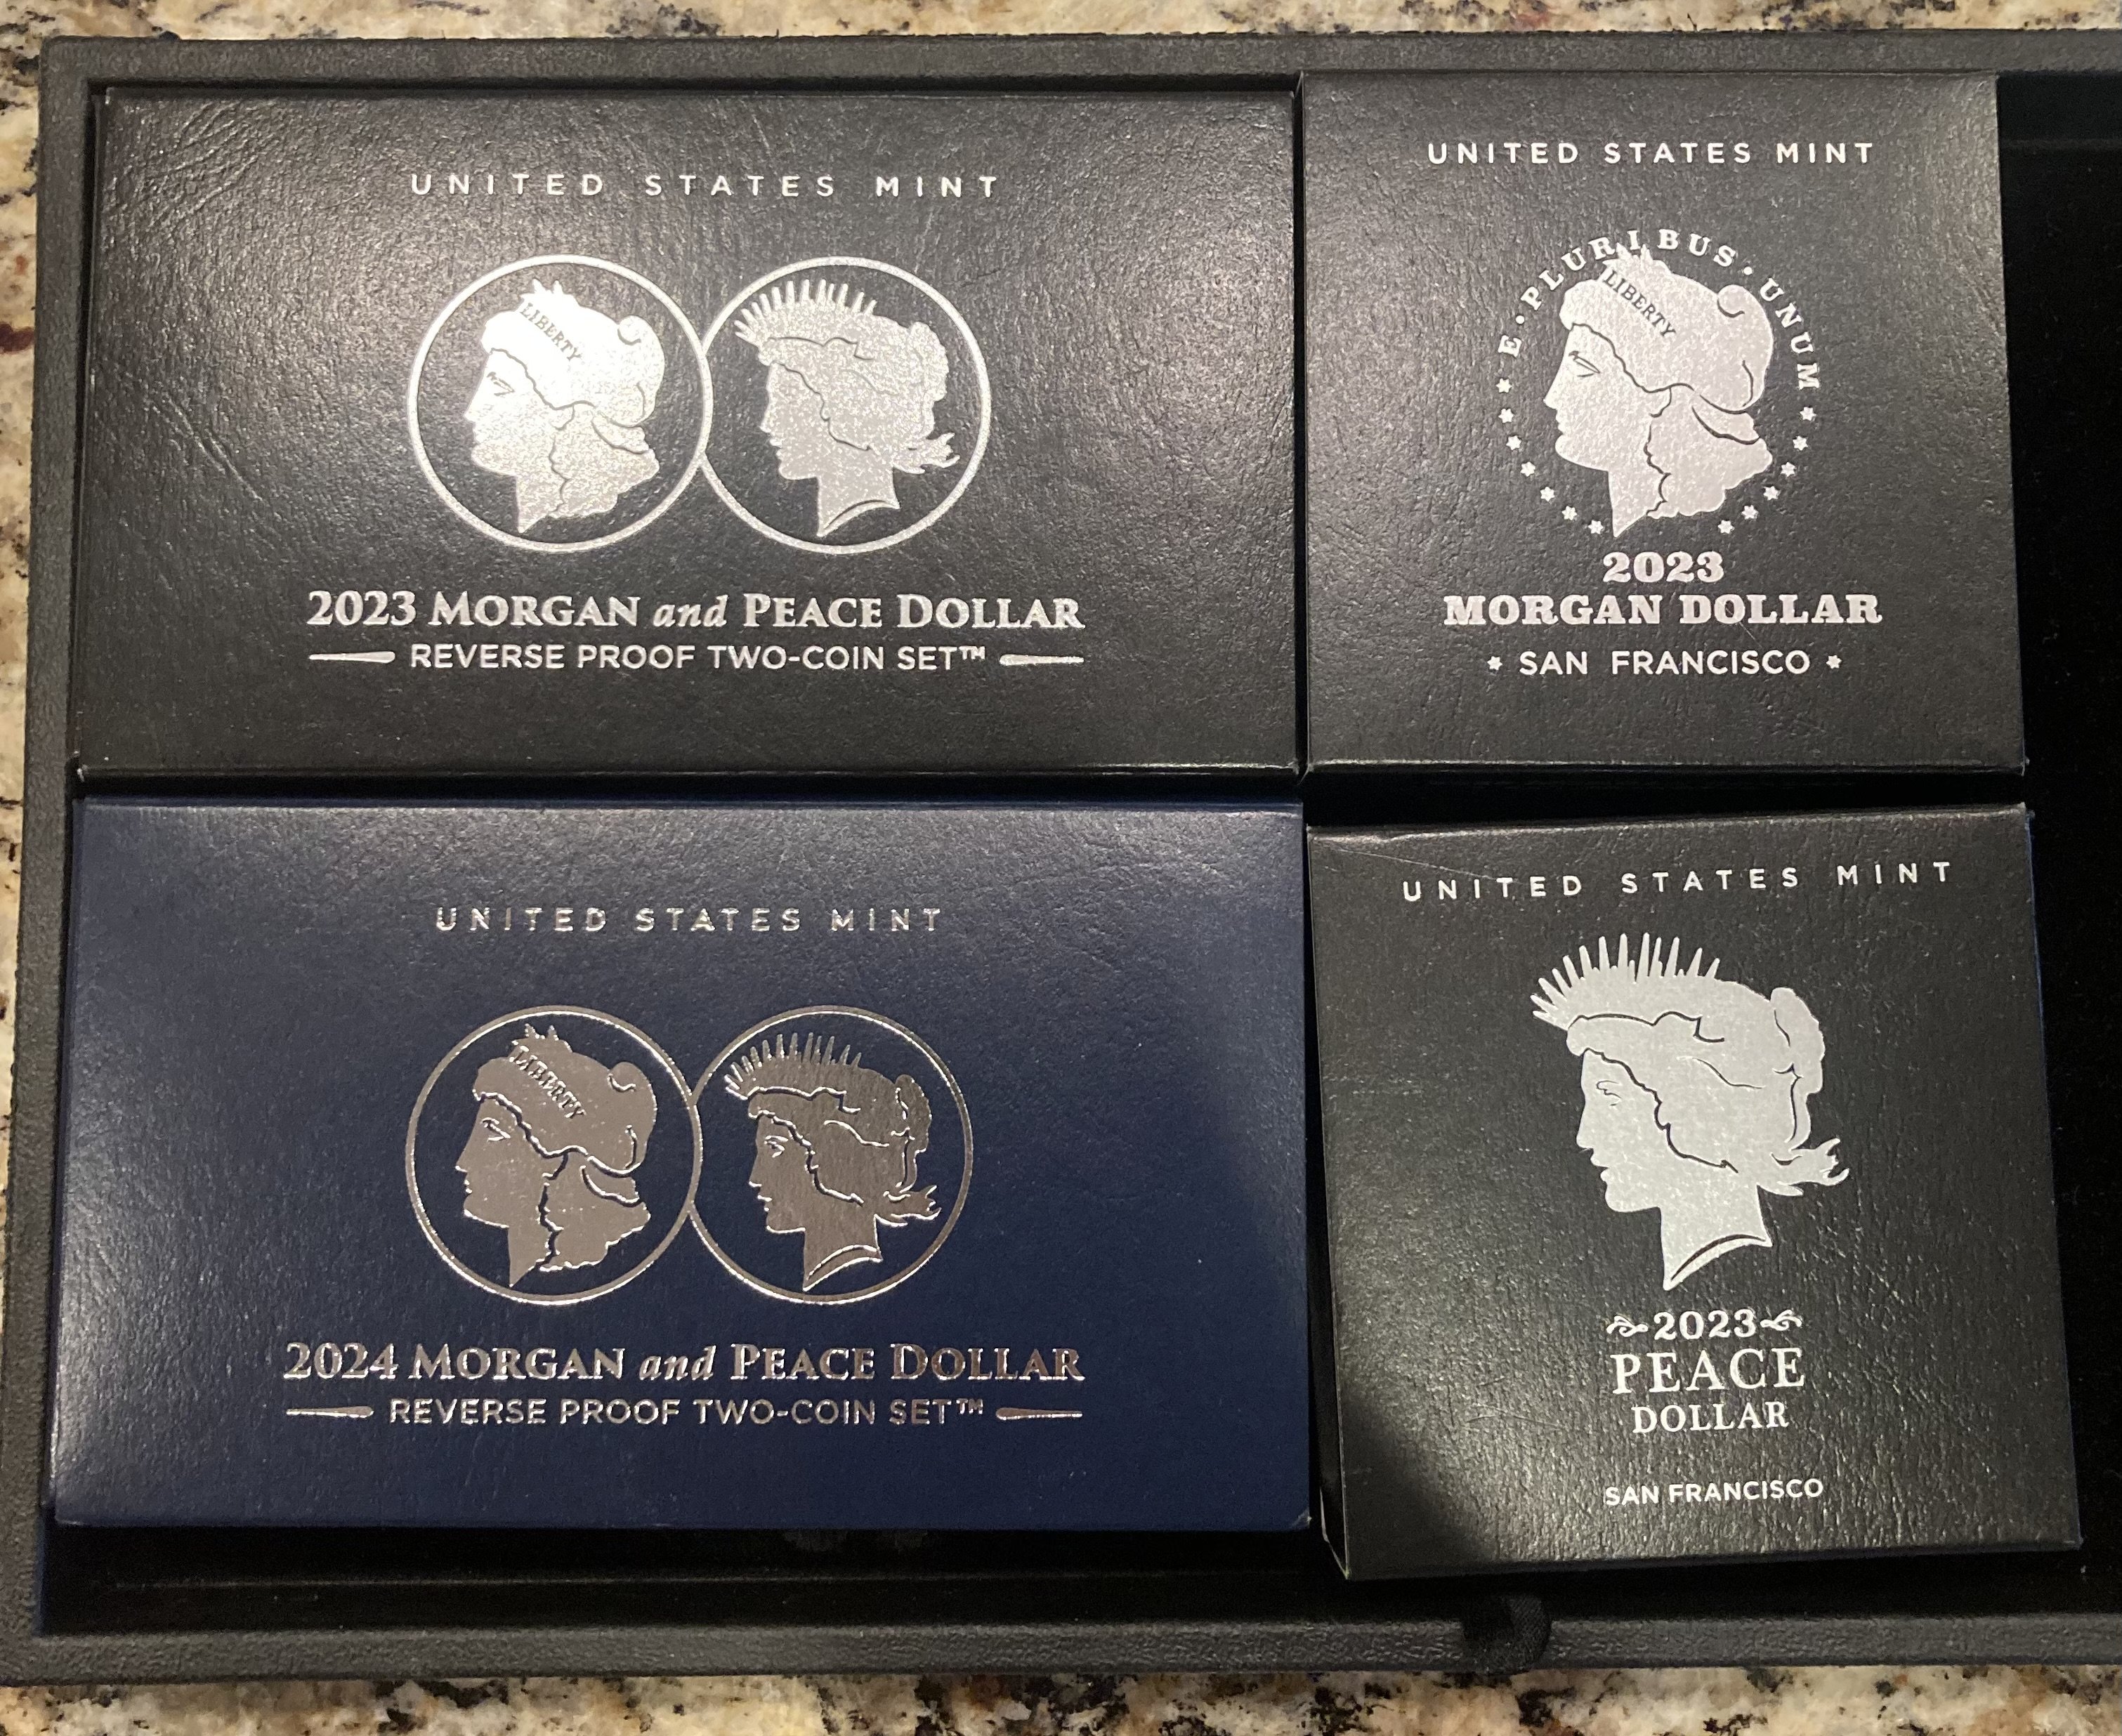 UNITED STATES MINT
LIBERTY
2023 MORGAN and PEACE DOLLAR
REVERSE PROOF TWO-COIN SET™
UNITED STATES MINT
E·PLURIBUS·UNUM
LIBERTY
2023
MORGAN DOLLAR
SAN FRANCISCO
UNITED STATES MINT
LIBERTY
2024 MORGAN and PEACE DOLLAR
REVERSE PROOF TWO-COIN SET™
UNITED STATES MINT
2023
PEACE
DOLLAR
SAN FRANCISCO